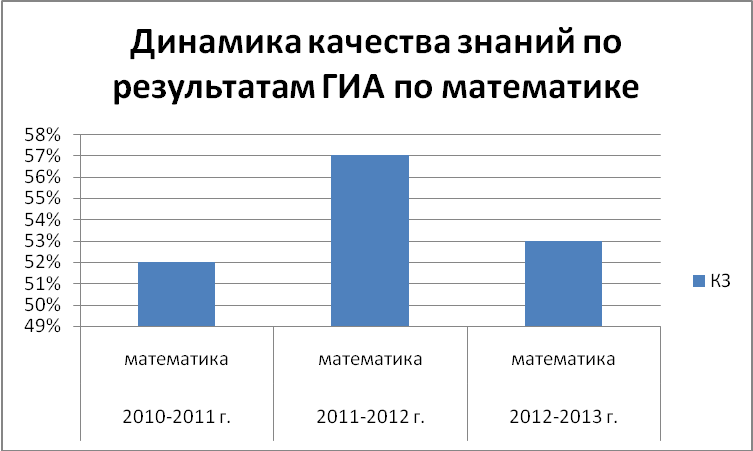 Динамика качества знаний по
результатам ГИА по математике
58%
57%
56%
55%
54%
53%
52%
51%
50%
49%
КЗ
математика математика математика
2010-2011 г. 2011-2012 г. 2012-2013 г.